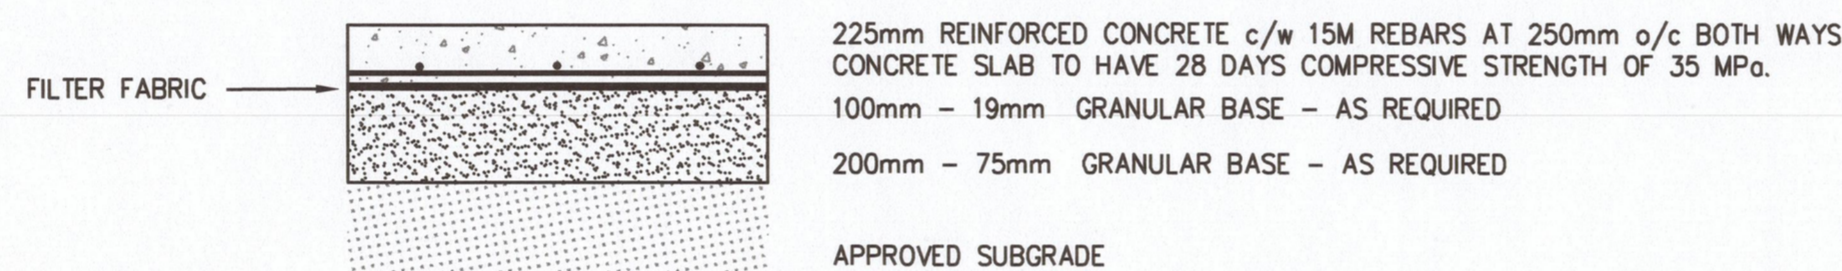 225mm REINFORCED CONCRETE c/w 15M REBARS AT 250mm o/c BOTH WAYS
CONCRETE SLAB TO HAVE 28 DAYS COMPRESSIVE STRENGTH OF 35 MPa.
FILTER FABRIC
100mm – 19mm GRANULAR BASE – AS REQUIRED
200mm – 75mm GRANULAR BASE – AS REQUIRED
APPROVED SUBGRADE